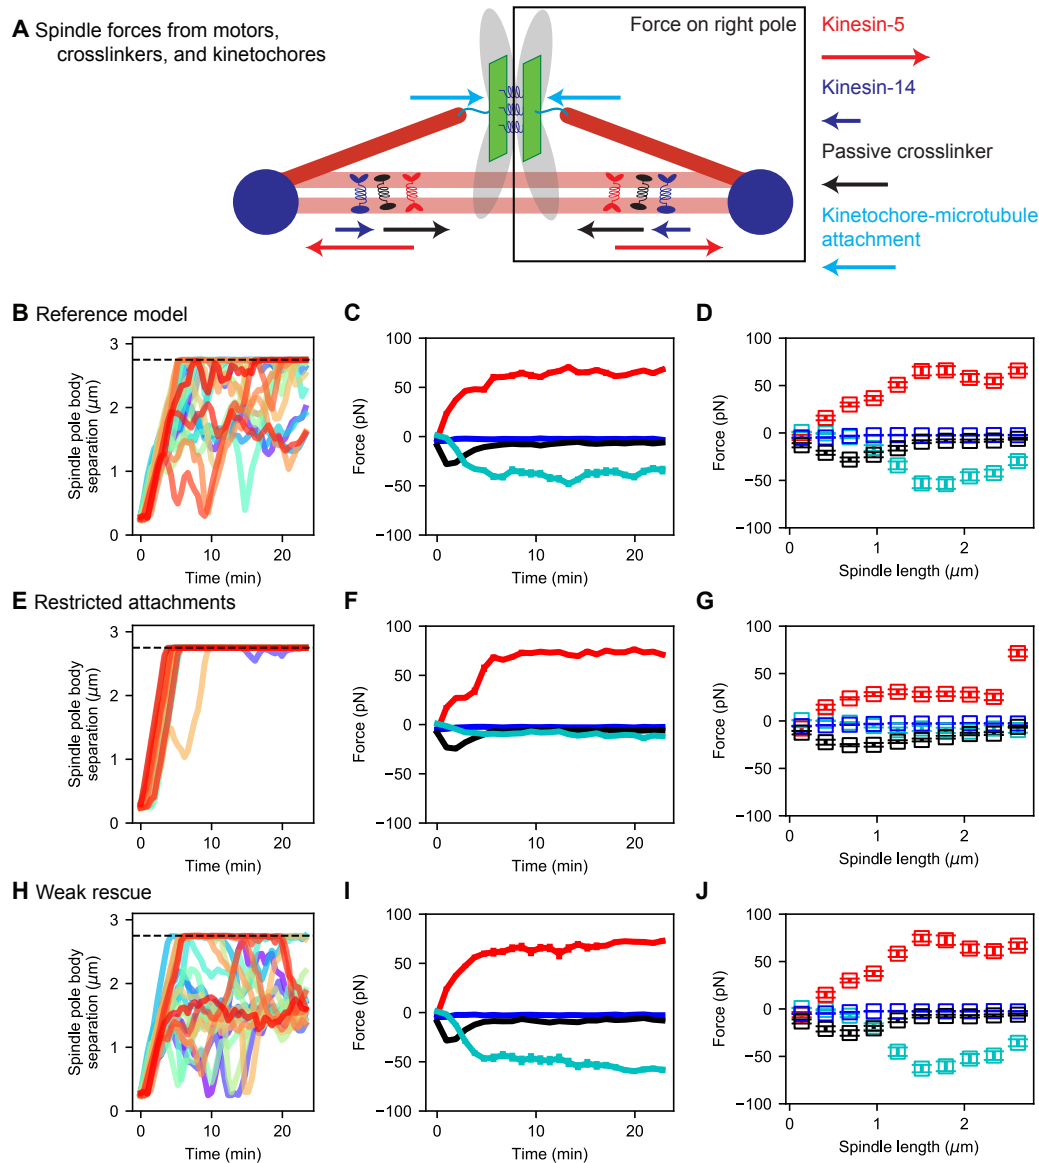 A Spindle forces from motors,
crosslinkers, and kinetochores
Force on right pole
Kinesin-5
Kinesin-14
Passive crosslinker
Kinetochore-microtubule
attachment
B Reference model
3
2
1
0
Spindle pole body
separation (μm)
0 10 20
Time (min)
C
100
50
0
−50
−100
Force (pN)
0 10 20
Time (min)
D
100
50
0
−50
−100
Force (pN)
0 1 2
Spindle length (μm)
E Restricted attachments
3
2
1
0
Spindle pole body
separation (μm)
0 10 20
Time (min)
F
100
50
0
−50
−100
Force (pN)
0 10 20
Time (min)
G
100
50
0
−50
−100
Force (pN)
0 1 2
Spindle length (μm)
H Weak rescue
3
2
1
0
Spindle pole body
separation (μm)
0 10 20
Time (min)
I
100
50
0
−50
−100
Force (pN)
0 10 20
Time (min)
J
100
50
0
−50
−100
Force (pN)
0 1 2
Spindle length (μm)